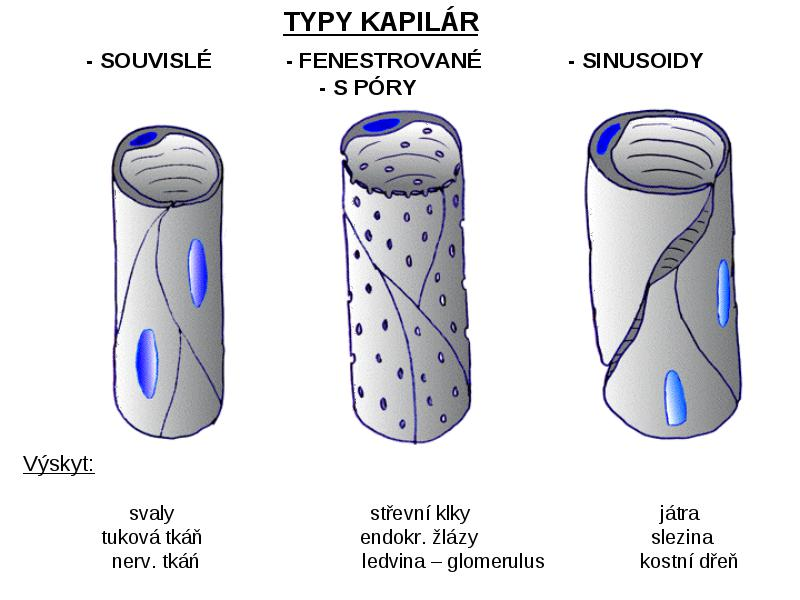 TYPY KAPILÁR
- SOUVISLÉ
- FENESTROVANÉ
- S PÓRY
- SINUSOIDY
Výskyt:
svaly
tuková tkáň
nerv. tkáń
střevní klky
endokr. žlázy
ledvina – glomerulus
játra
slezina
kostní dřeň